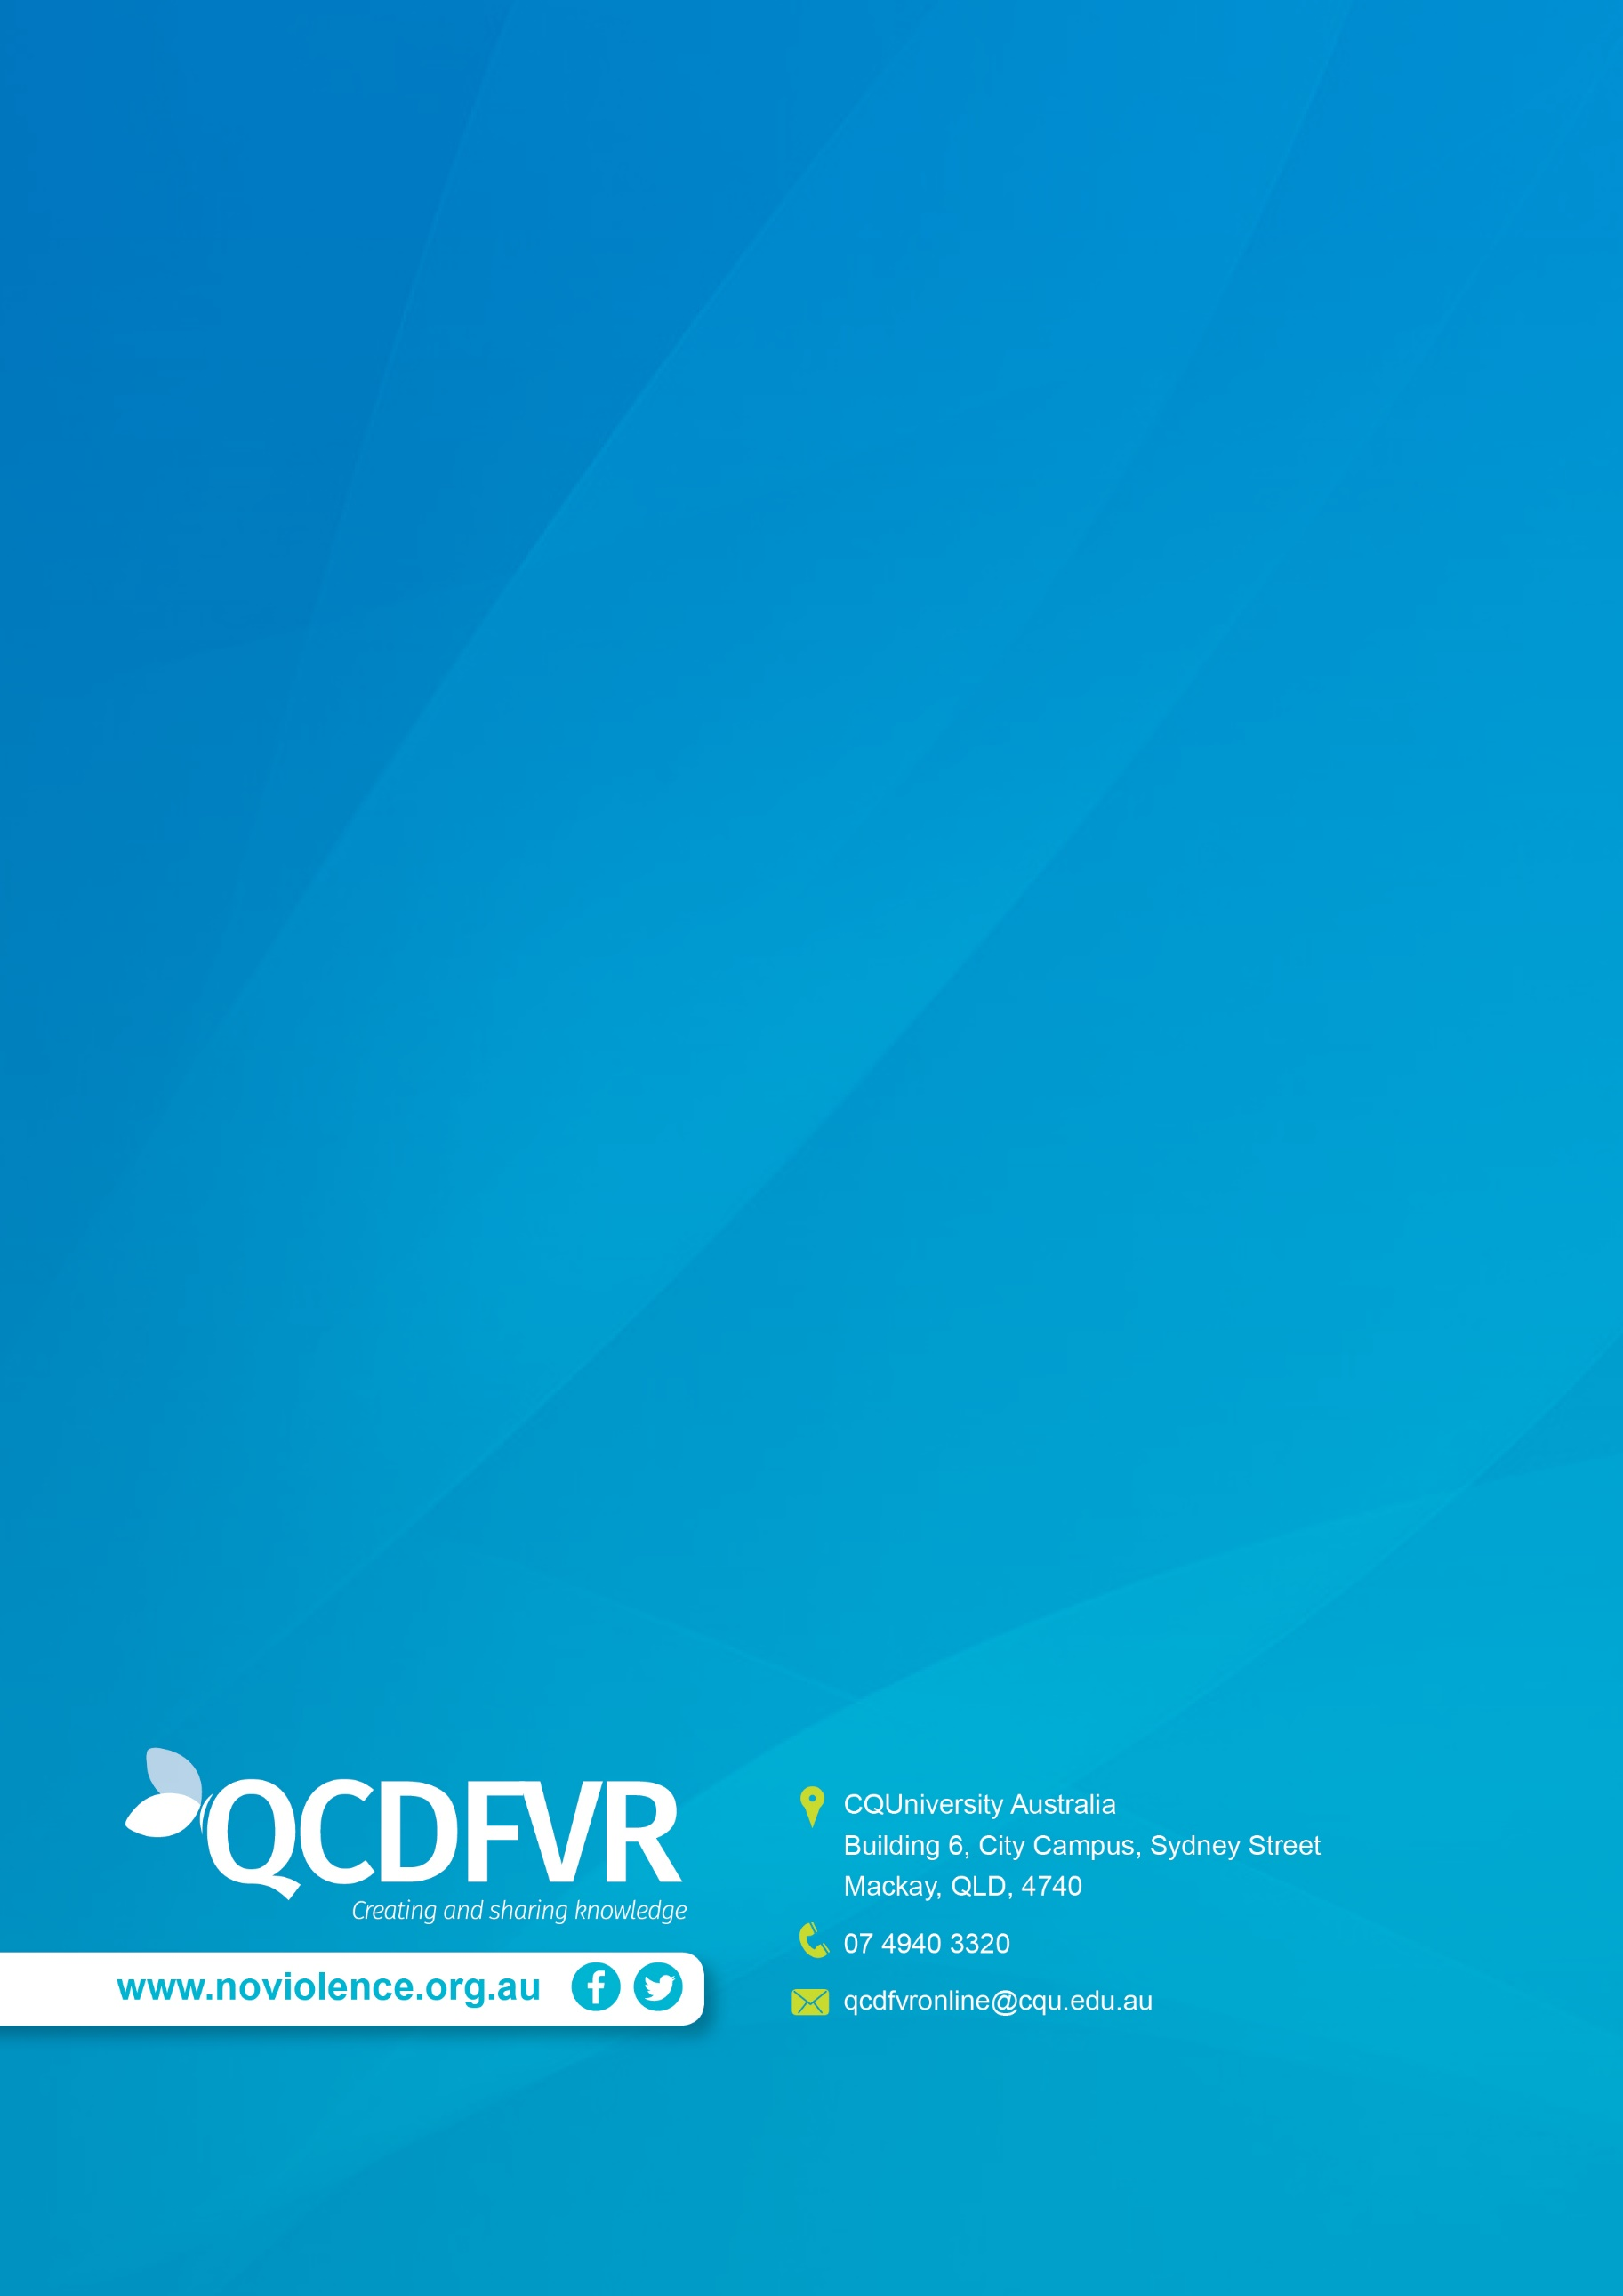 QCDFVR
Creating and sharing knowledge
www.noviolence.org.au
CQUniversity Australia
Building 6, City Campus, Sydney Street
Mackay, QLD, 4740
07 4940 3320
qcdfvronline@cqu.edu.au